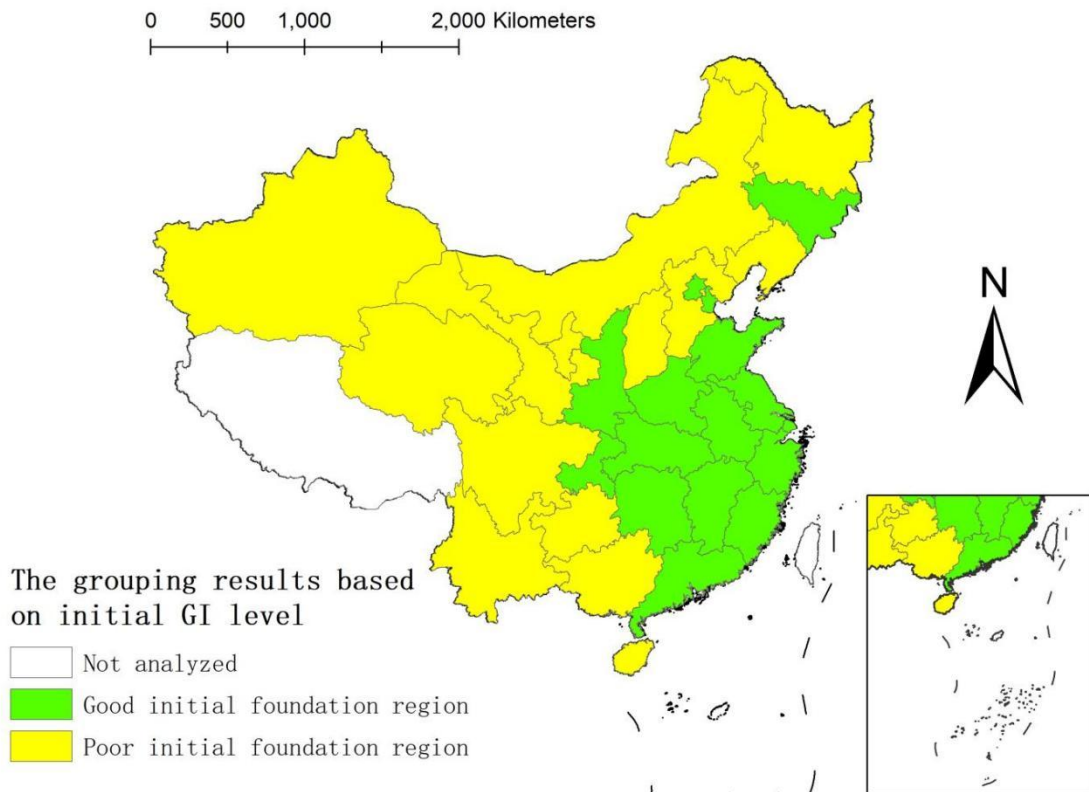 0 500 1,000 2,000 Kilometers
N
The grouping results based
on initial GI level
Not analyzed
Good initial foundation region
Poor initial foundation region